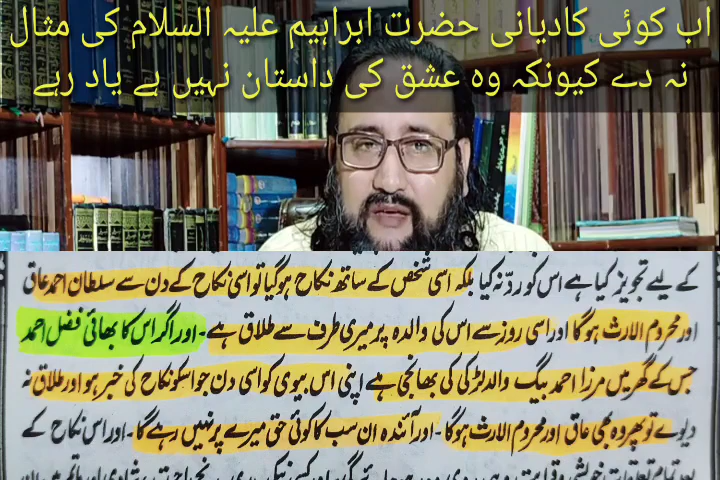 اب کوئی کادیانی حضرت ابراہیم علیہ السلام کی مثال
نہ دے کیونکہ وہ عشق کی داستان نہیں ہے یاد رہے
کے لیے تجویز کیا ہے اس کو ردّ نہ کیا بلکہ اسی شخص کے ساتھ نکاح ہوگیا تو اسی نکاح کے دن سے سلطان احمد عاق
اور محروم الارث ہوگا اور اسی روز سے اس کی والدہ پر میری طرف سے طلاق ہے۔ اور اگر اس کا بھائی فضل احمد
جس کے گھر میں مرزا احمد بیگ والد لڑکی کی بھانجی ہے اپنی اس بیوی کو اسی دن جو اسکو نکاح کی خبر ہو اور طلاق نہ
دیوے تو پھر وہ بھی عاق اور محروم الارث ہوگا۔ اور آئندہ ان سب کا کوئی حق میرے پر نہیں رہے گا۔ اور اس نکاح کے
بعد تمام تعلقات خویشی و قرابت